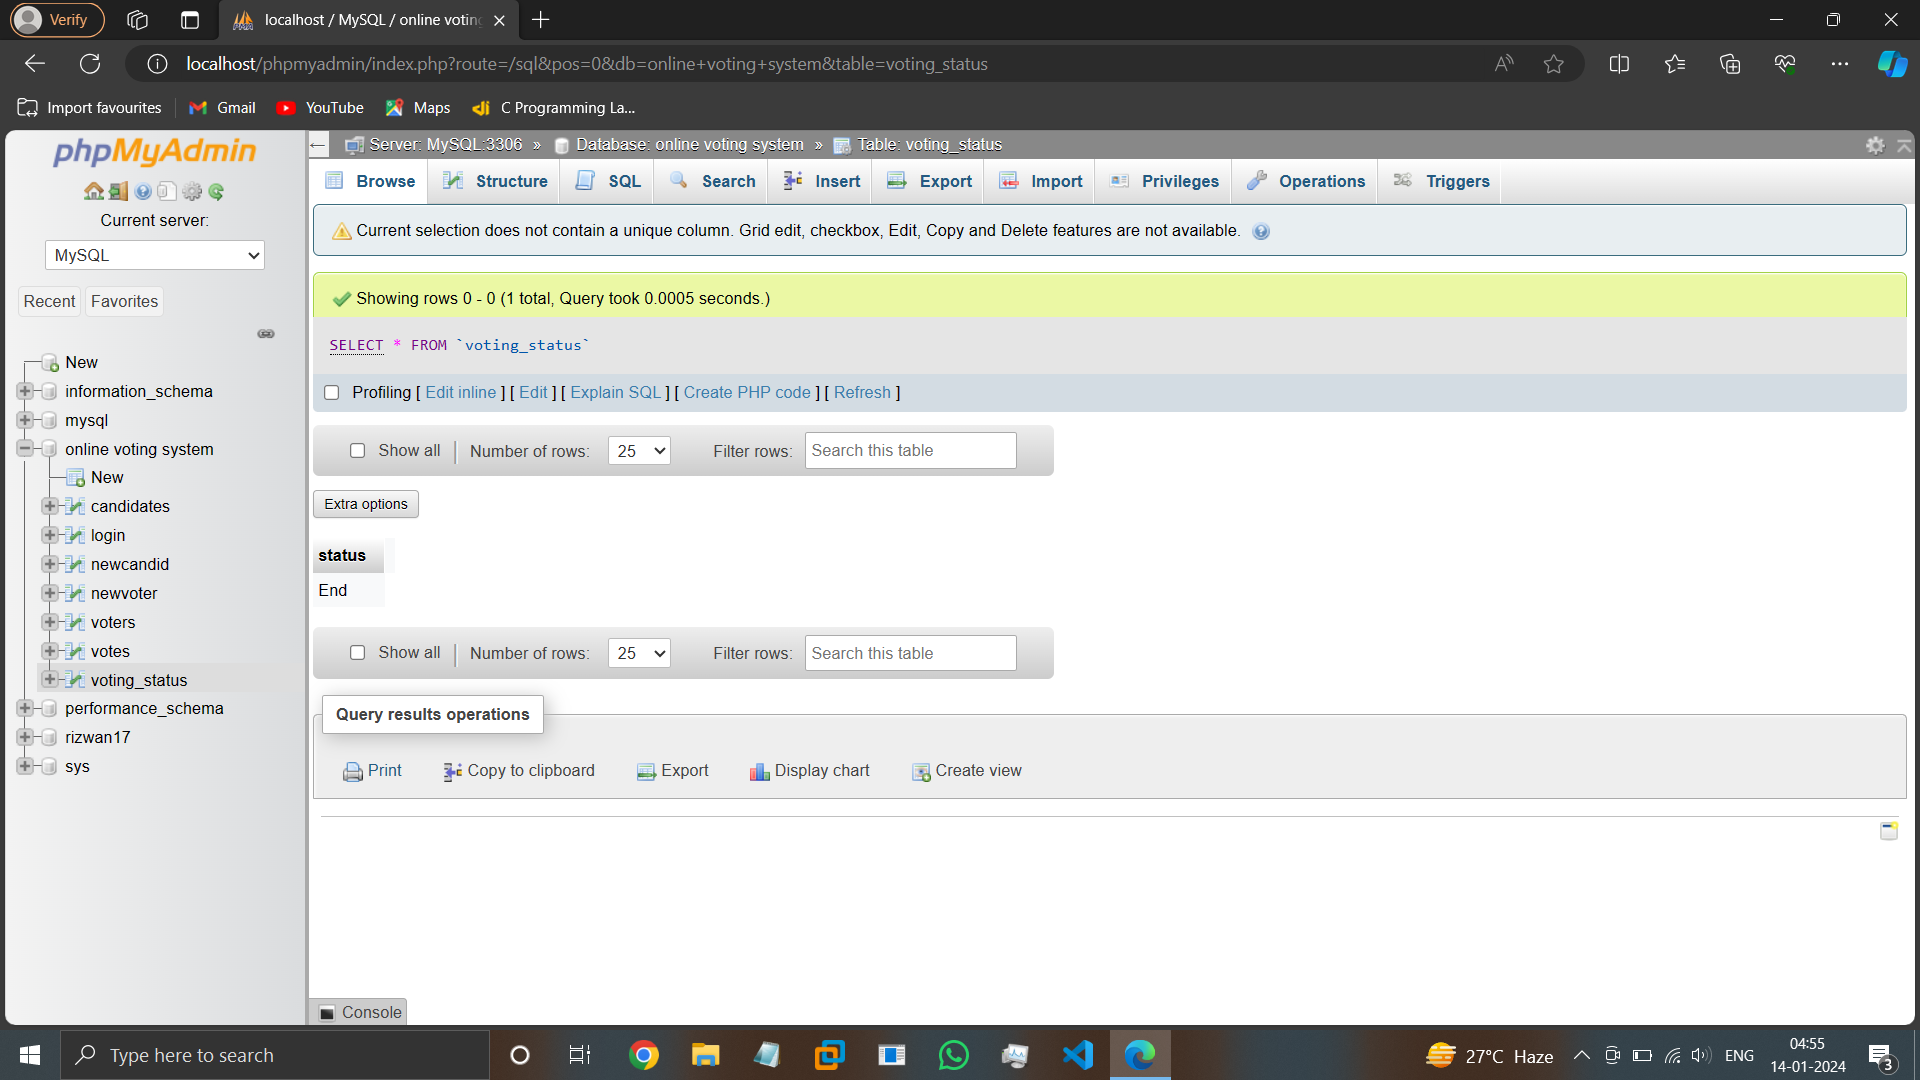 Verify
localhost / MySQL / online voting
localhost/phpmyadmin/index.php?route=/sql&pos=0&db=online+voting+system&table=voting_status
Import favourites
Gmail
YouTube
Maps
C Programming La...
phpMyAdmin
Current server:
MySQL
Recent
Favorites
New
information_schema
mysql
online voting system
New
candidates
login
newcandid
newvoter
voters
votes
voting_status
performance_schema
rizwan17
sys
Server: MySQL:3306 » Database: online voting system » Table: voting_status
Browse
Structure
SQL
Search
Insert
Export
Import
Privileges
Operations
Triggers
Current selection does not contain a unique column. Grid edit, checkbox, Edit, Copy and Delete features are not available.
Showing rows 0 - 0 (1 total, Query took 0.0005 seconds.)
SELECT * FROM `voting_status`
Profiling [ Edit inline ] [ Edit ] [ Explain SQL ] [ Create PHP code ] [ Refresh ]
Show all
Number of rows:
25
Filter rows:
Search this table
Extra options
status
End
Show all
Number of rows:
25
Filter rows:
Search this table
Query results operations
Print
Copy to clipboard
Export
Display chart
Create view
Console
Type here to search
27°C Haze
ENG
04:55
14-01-2024
3